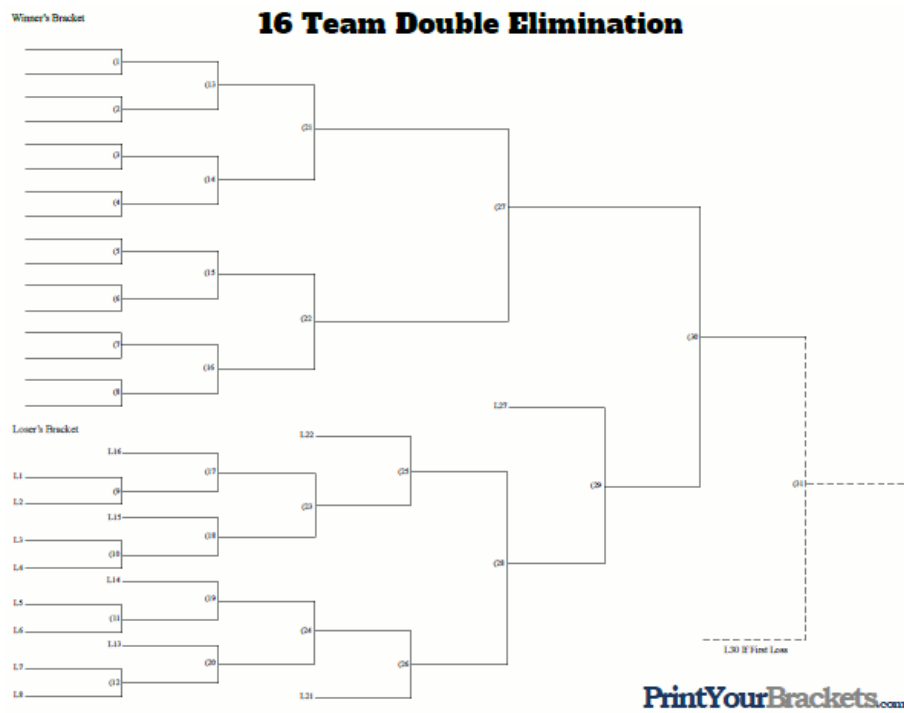 Winner's Bracket
16 Team Double Elimination
(1
(2
(3
(4
(5
(6
(7
(8
(13
(14
(15
(16
(21
(22
(27
(30
(31
Loser's Bracket
L16
L1
(9
L2
(17
L15
L3
(10
L4
(18
(23
L22
(25
L14
L5
(11
L6
(19
L13
L7
(12
L8
(20
(24
L21
(26
(28
L27
(29
L30 If First Loss
PrintYourBrackets.com